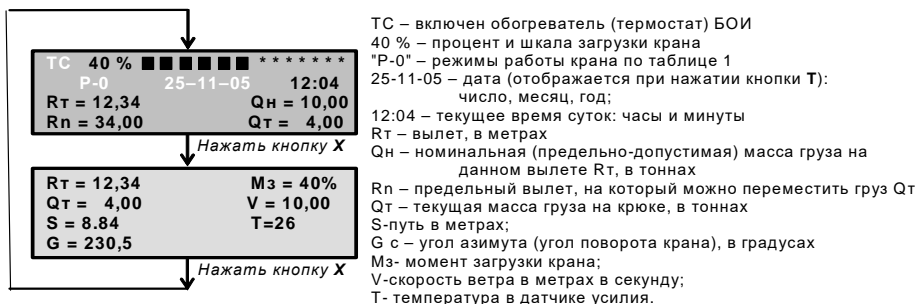 ТС 40 % ■ ■ ■ ■ ■ ■ * * * * * * *
Р-0 25–11–05 12:04
Rт = 12,34 Qн = 10,00
Rп = 34,00 Qт = 4,00
Нажать кнопку X
Rт = 12,34 Мз = 40%
Qт = 4,00 V = 10,00
S = 8.84 T=26
G = 230,5
Нажать кнопку X
ТС – включен обогреватель (термостат) БОИ
40 % – процент и шкала загрузки крана
"Р-0" – режимы работы крана по таблице 1
25-11-05 – дата (отображается при нажатии кнопки Т):
число, месяц, год;
12:04 – текущее время суток: часы и минуты
Rт – вылет, в метрах
Qн – номинальная (предельно-допустимая) масса груза на
данном вылете Rт, в тоннах
Rп – предельный вылет, на который можно переместить груз Qт
Qт – текущая масса груза на крюке, в тоннах
S-путь в метрах;
G с – угол азимута (угол поворота крана), в градусах
Мз- момент загрузки крана;
V-скорость ветра в метрах в секунду;
Т- температура в датчике усилия.